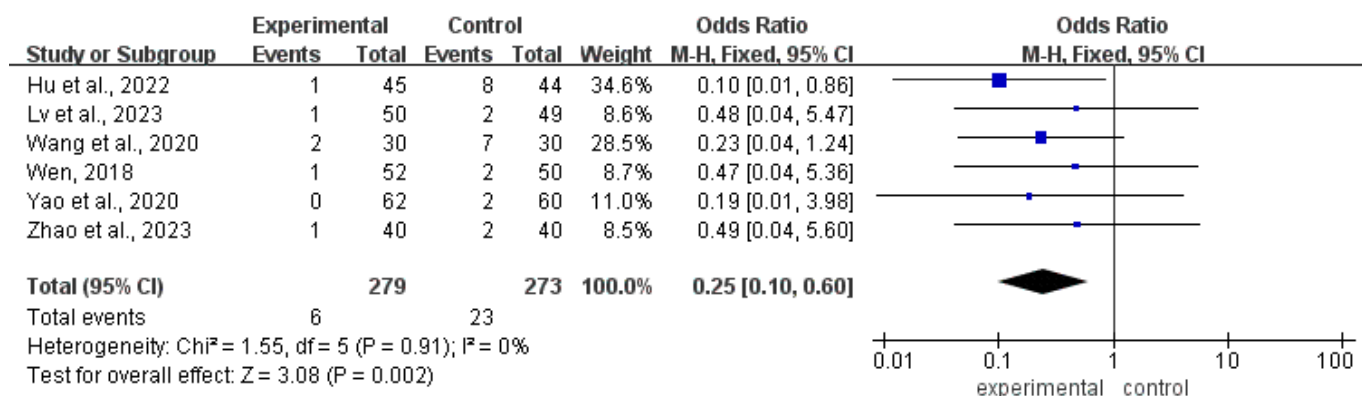 Experimental Control Odds Ratio Odds Ratio
Study or Subgroup Events Total Events Total Weight M-H, Fixed, 95% CI M-H, Fixed, 95% CI
Hu et al., 2022 1 45 8 44 34.6% 0.10 [0.01, 0.86]
Lv et al., 2023 1 50 2 49 8.6% 0.48 [0.04, 5.47]
Wang et al., 2020 2 30 7 30 28.5% 0.23 [0.04, 1.24]
Wen, 2018 1 52 2 50 8.7% 0.47 [0.04, 5.36]
Yao et al., 2020 0 62 2 60 11.0% 0.19 [0.01, 3.98]
Zhao et al., 2023 1 40 2 40 8.5% 0.49 [0.04, 5.60]
Total (95% CI) 279 273 100.0% 0.25 [0.10, 0.60]
Total events 6 23
Heterogeneity: Chi² = 1.55, df = 5 (P = 0.91); I² = 0%
Test for overall effect: Z = 3.08 (P = 0.002)
0.01 0.1 1 10 100
experimental control